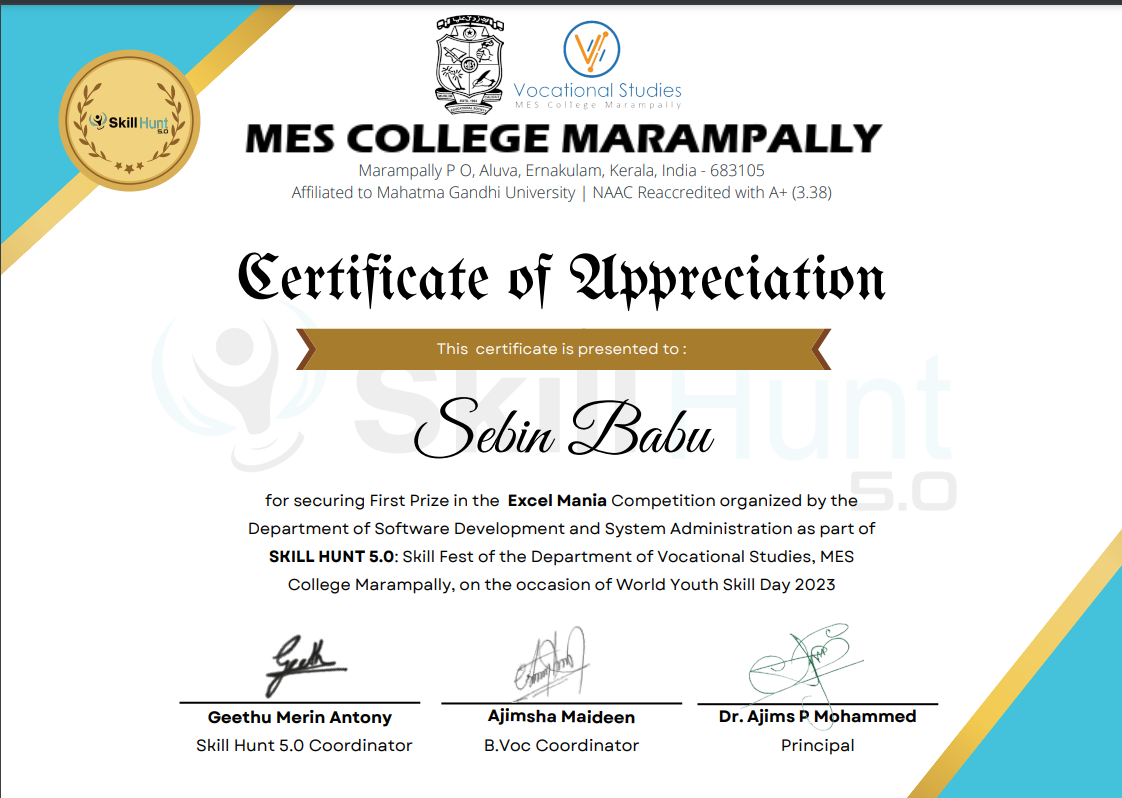 Vocational Studies
MES College Marampally
SkillHunt
5.0
MES COLLEGE MARAMPALLY
Marampally P O, Aluva, Ernakulam, Kerala, India - 683105
Affiliated to Mahatma Gandhi University | NAAC Reaccredited with A+ (3.38)
Certificate of Appreciation
This certificate is presented to :
SkillHunt
5.0
Sebin Babu
for securing First Prize in the Excel Mania Competition organized by the
Department of Software Development and System Administration as part of
SKILL HUNT 5.0: Skill Fest of the Department of Vocational Studies, MES
College Marampally, on the occasion of World Youth Skill Day 2023
Geethu Merin Antony
Skill Hunt 5.0 Coordinator
Ajimsha Maideen
B.Voc Coordinator
Dr. Ajims P Mohammed
Principal